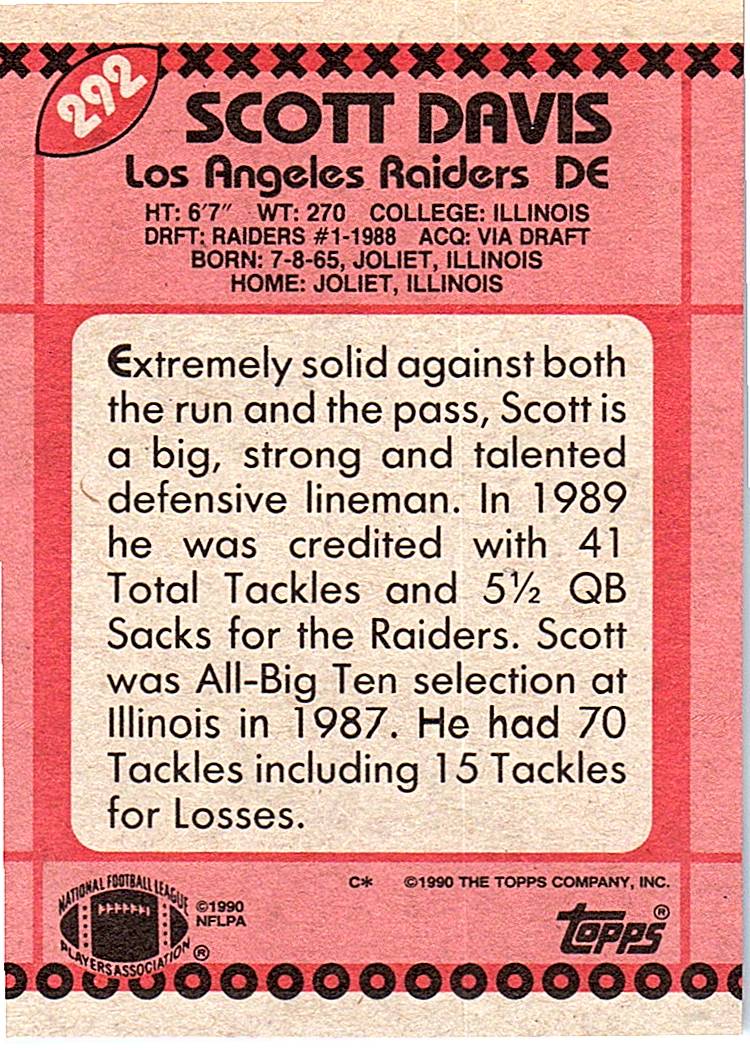 292
SCOTT DAVIS
Los Angeles Raiders DE
HT: 6'7" WT: 270 COLLEGE: ILLINOIS
DRFT: RAIDERS #1-1988 ACQ: VIA DRAFT
BORN: 7-8-65, JOLIET, ILLINOIS
HOME: JOLIET, ILLINOIS
Extremely solid against both
the run and the pass, Scott is
a big, strong and talented
defensive lineman. In 1989
he was credited with 41
Total Tackles and 5½ QB
Sacks for the Raiders. Scott
was All-Big Ten selection at
Illinois in 1987. He had 70
Tackles including 15 Tackles
for Losses.
C* ©1990 THE TOPPS COMPANY, INC.
NATIONAL FOOTBALL LEAGUE
PLAYERS ASSOCIATION ®
©1990
NFLPA
TOPPS®